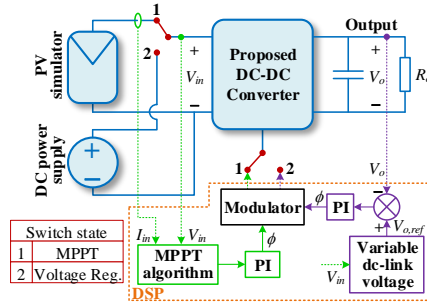 1
2
PV simulator
DC power supply
+
V_in
−
Proposed
DC-DC
Converter
Output
+
V_o
−
V_o
1
2
Modulator
ϕ
PI
−
+
V_o,ref
Switch state
1 MPPT
2 Voltage Reg.
I_in
V_in
MPPT
algorithm
ϕ
PI
V_in
Variable
dc-link
voltage
DSP